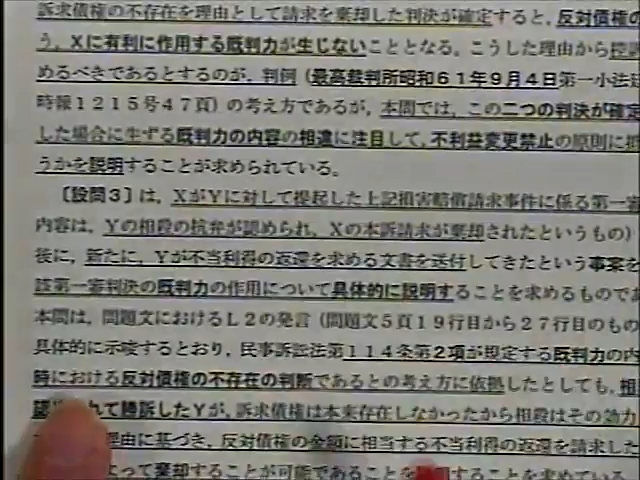 訴求債権の不存在を理由として請求を棄却した判決が確定すると,反対債権の
う,Xに有利に作用する既判力が生じないこととなる。こうした理由から控訴
めるべきであるとするのが,判例(最高裁判所昭和61年9月4日第一小法廷
時報1215号47頁)の考え方であるが,本問では,この二つの判決が確定
した場合に生ずる既判力の内容の相違に注目して,不利益変更禁止の原則に抵
うかを説明することが求められている。
〔設問3〕は,XがYに対して提起した上記損害賠償請求事件に係る第一審
内容は,Yの相殺の抗弁が認められ,Xの本訴請求が棄却されたというもの)
後に,新たに,Yが不当利得の返還を求める文書を送付してきたという事案を
該第一審判決の既判力の作用について具体的に説明することを求めるものであ
本問は,問題文におけるL2の発言(問題文5頁19行目から27行目のもの
具体的に示唆するとおり,民事訴訟法第114条第2項が規定する既判力の内
時における反対債権の不存在の判断であるとの考え方に依拠したとしても,相
れて勝訴したYが,訴求債権は本来存在しなかったから相殺はその効力
理由に基づき,反対債権の金額に相当する不当利得の返還を請求した
よって棄却することが可能であることを
することを求めている。